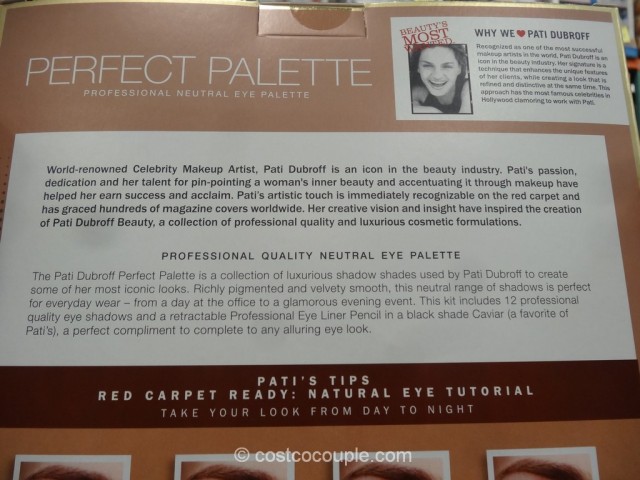 PERFECT PALETTE
PROFESSIONAL NEUTRAL EYE PALETTE
BEAUTY'S
MOST
WHY WE ♥ PATI DUBROFF
Recognized as one of the most successful
makeup artists in the world, Pati Dubroff is an
icon in the beauty industry. Her signature is a
technique that enhances the unique features
of her clients, while creating a look that is
refined and distinctive at the same time. This
approach has the most famous celebrities in
Hollywood clamoring to work with Pati.
World-renowned Celebrity Makeup Artist, Pati Dubroff is an icon in the beauty industry. Pati's passion,
dedication and her talent for pin-pointing a woman's inner beauty and accentuating it through makeup have
helped her earn success and acclaim. Pati's artistic touch is immediately recognizable on the red carpet and
has graced hundreds of magazine covers worldwide. Her creative vision and insight have inspired the creation
of Pati Dubroff Beauty, a collection of professional quality and luxurious cosmetic formulations.
PROFESSIONAL QUALITY NEUTRAL EYE PALETTE
The Pati Dubroff Perfect Palette is a collection of luxurious shadow shades used by Pati Dubroff to create
some of her most iconic looks. Richly pigmented and velvety smooth, this neutral range of shadows is perfect
for everyday wear – from a day at the office to a glamorous evening event. This kit includes 12 professional
quality eye shadows and a retractable Professional Eye Liner Pencil in a black shade Caviar (a favorite of
Pati's), a perfect compliment to complete to any alluring eye look.
PATI'S TIPS
RED CARPET READY: NATURAL EYE TUTORIAL
TAKE YOUR LOOK FROM DAY TO NIGHT
© costcocouple.com